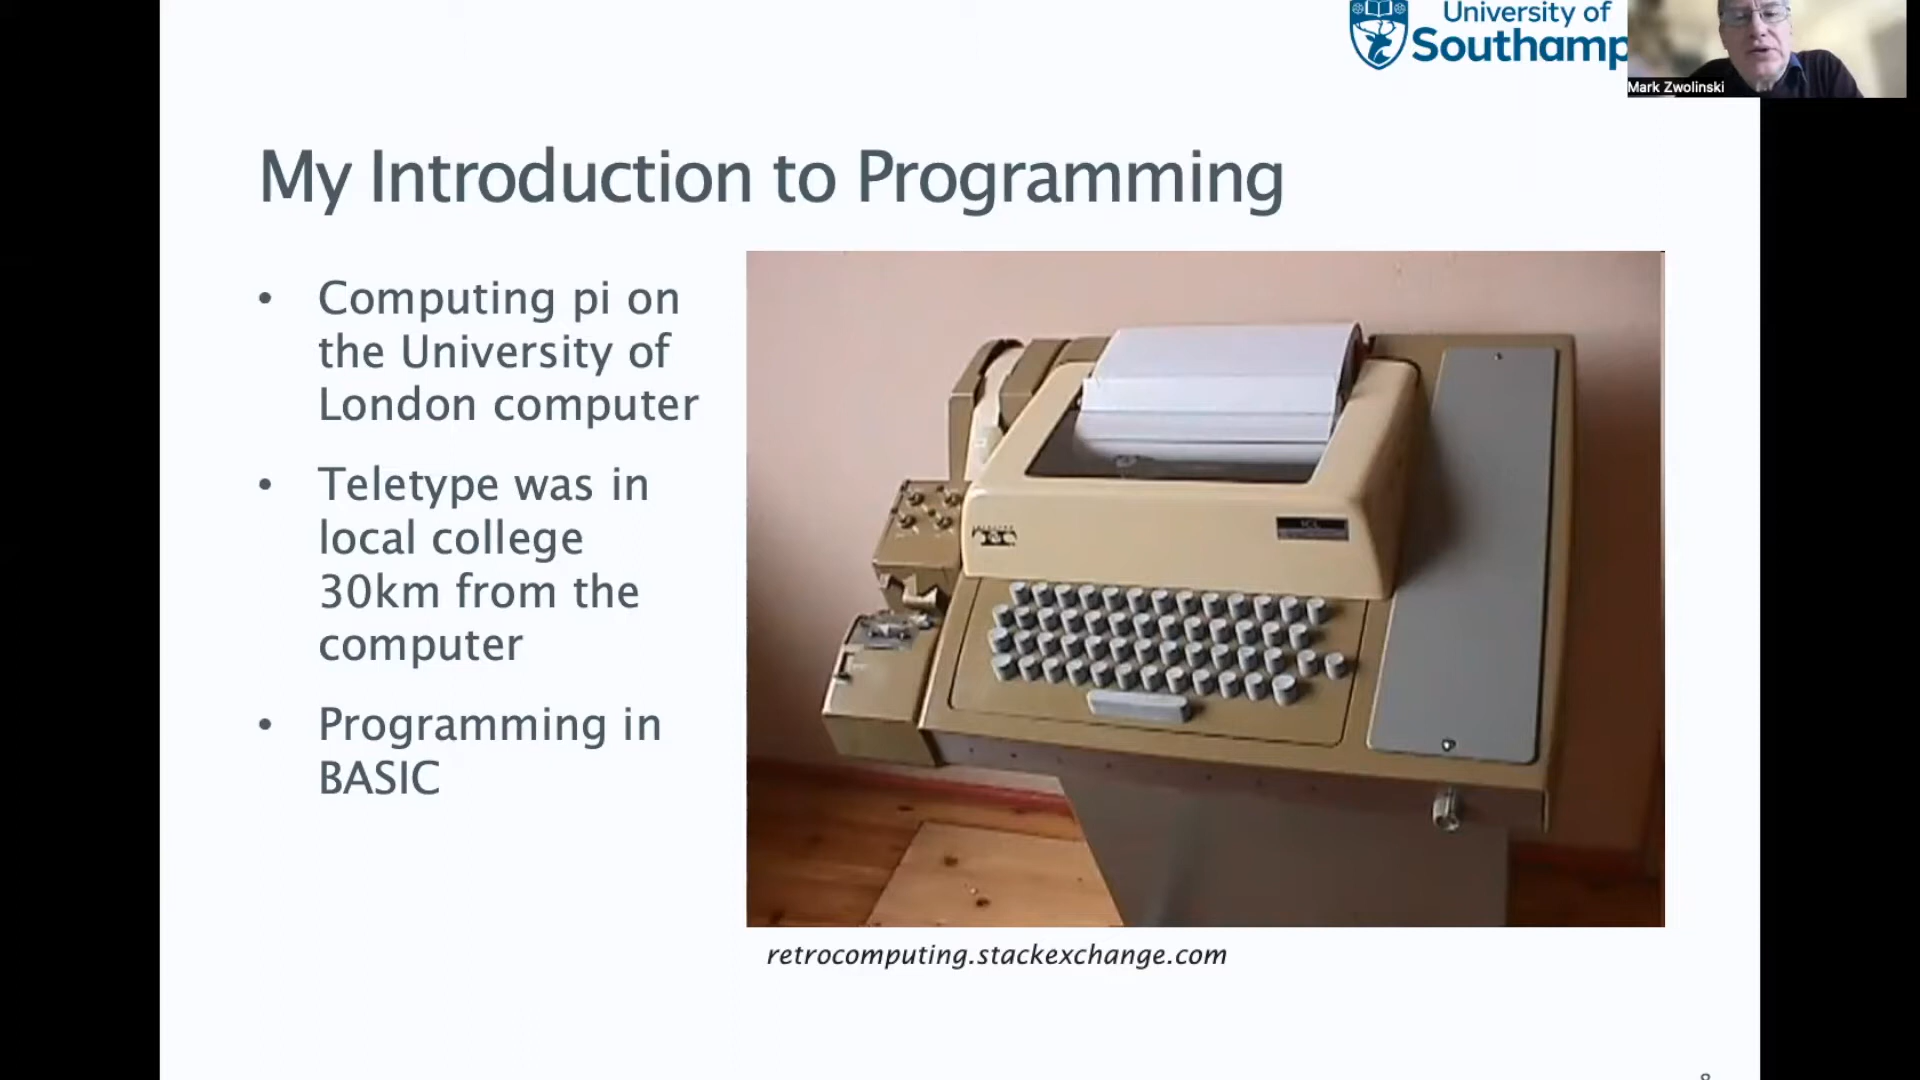 University of
Southamp
Mark Zwolinski
My Introduction to Programming
• Computing pi on
the University of
London computer
• Teletype was in
local college
30km from the
computer
• Programming in
BASIC
ICL
retrocomputing.stackexchange.com